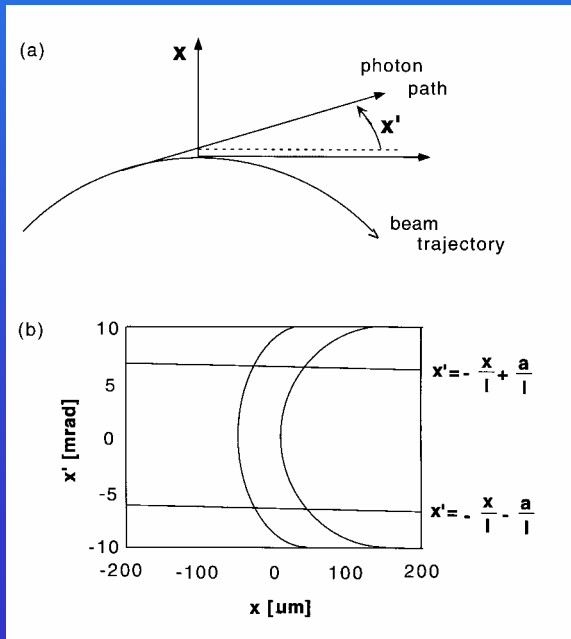 (a)
x
photon
path
x'
beam
trajectory
(b)
10
5
0
-5
-10
x' [mrad]
x'= - x/l + a/l
x'= - x/l - a/l
-200 -100 0 100 200
x [µm]